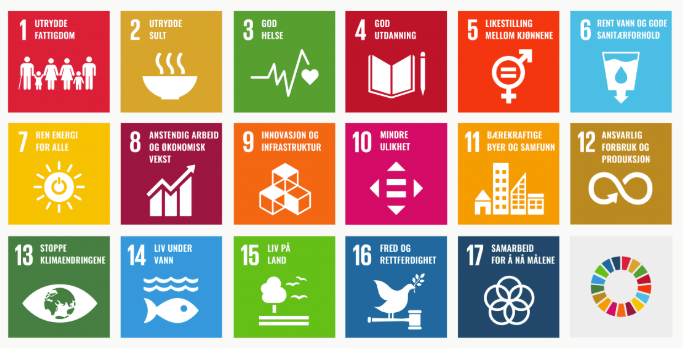 1 UTRYDDE
FATTIGDOM
2 UTRYDDE
SULT
3 GOD
HELSE
4 GOD
UTDANNING
5 LIKESTILLING
MELLOM KJØNNENE
6 RENT VANN OG GODE
SANITÆRFORHOLD
7 REN ENERGI
FOR ALLE
8 ANSTENDIG ARBEID
OG ØKONOMISK
VEKST
9 INNOVASJON OG
INFRASTRUKTUR
10 MINDRE
ULIKHET
11 BÆREKRAFTIGE
BYER OG SAMFUNN
12 ANSVARLIG
FORBRUK OG
PRODUKSJON
13 STOPPE
KLIMAENDRINGENE
14 LIV UNDER
VANN
15 LIV PÅ
LAND
16 FRED OG
RETTFERDIGHET
17 SAMARBEID
FOR Å NÅ MÅLENE